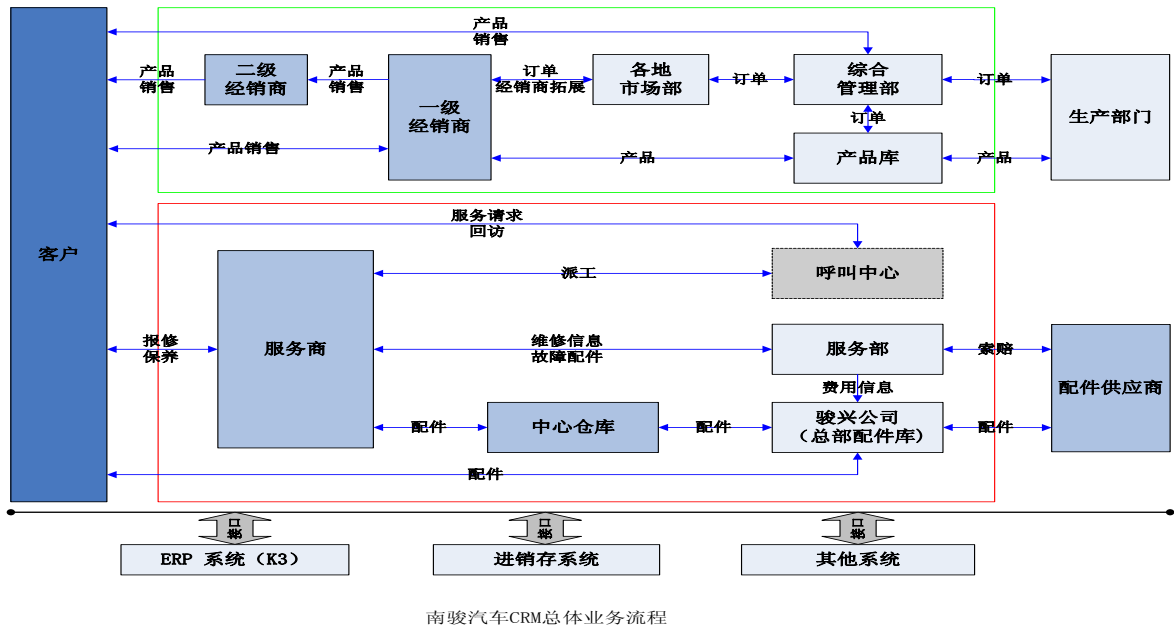 产品
销售
产品
销售
二级
经销商
产品
销售
一级
经销商
订单
经销商拓展
各地
市场部
订单
综合
管理部
订单
生产部门
订单
产品销售
产品
产品库
产品
客户
服务请求
回访
服务商
派工
呼叫中心
报修
保养
维修信息
故障配件
服务部
索赔
配件供应商
费用信息
配件
中心仓库
配件
骏兴公司
（总部配件库）
配件
配件
接口
接口
接口
ERP 系统（K3）
进销存系统
其他系统
南骏汽车CRM总体业务流程